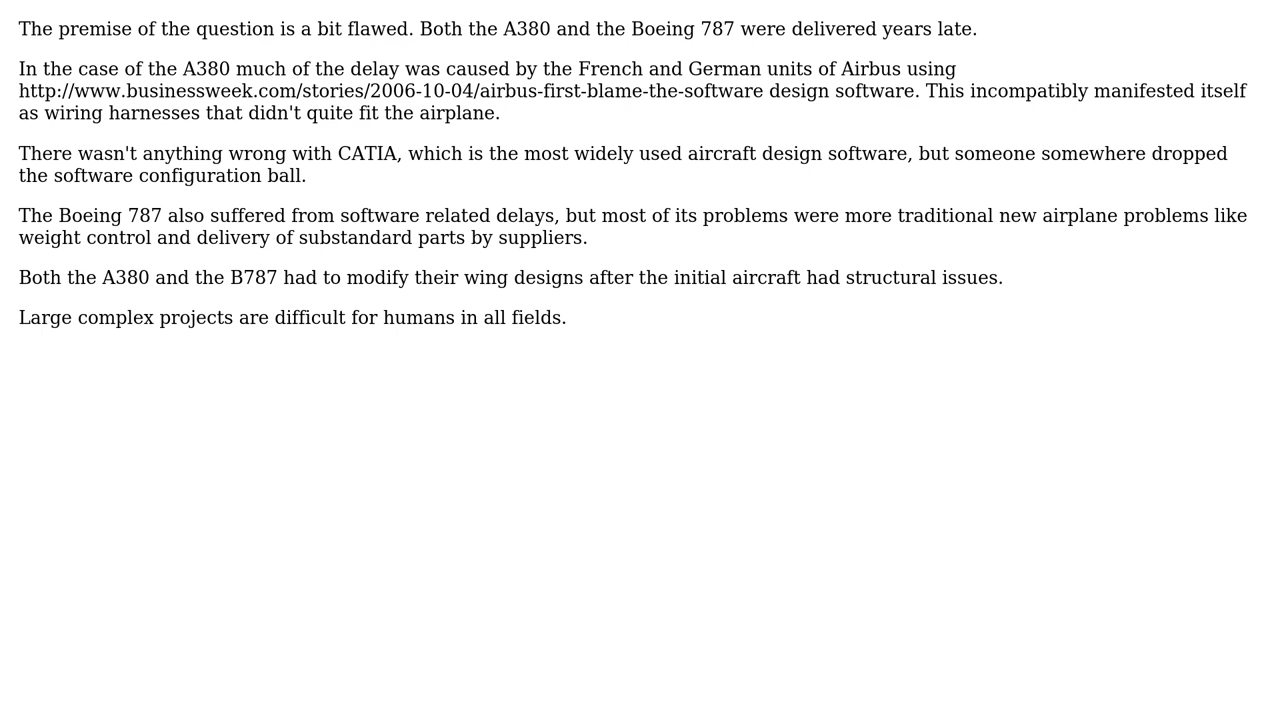 The premise of the question is a bit flawed. Both the A380 and the Boeing 787 were delivered years late.
In the case of the A380 much of the delay was caused by the French and German units of Airbus using
http://www.businessweek.com/stories/2006-10-04/airbus-first-blame-the-software design software. This incompatibly manifested itself
as wiring harnesses that didn't quite fit the airplane.
There wasn't anything wrong with CATIA, which is the most widely used aircraft design software, but someone somewhere dropped
the software configuration ball.
The Boeing 787 also suffered from software related delays, but most of its problems were more traditional new airplane problems like
weight control and delivery of substandard parts by suppliers.
Both the A380 and the B787 had to modify their wing designs after the initial aircraft had structural issues.
Large complex projects are difficult for humans in all fields.